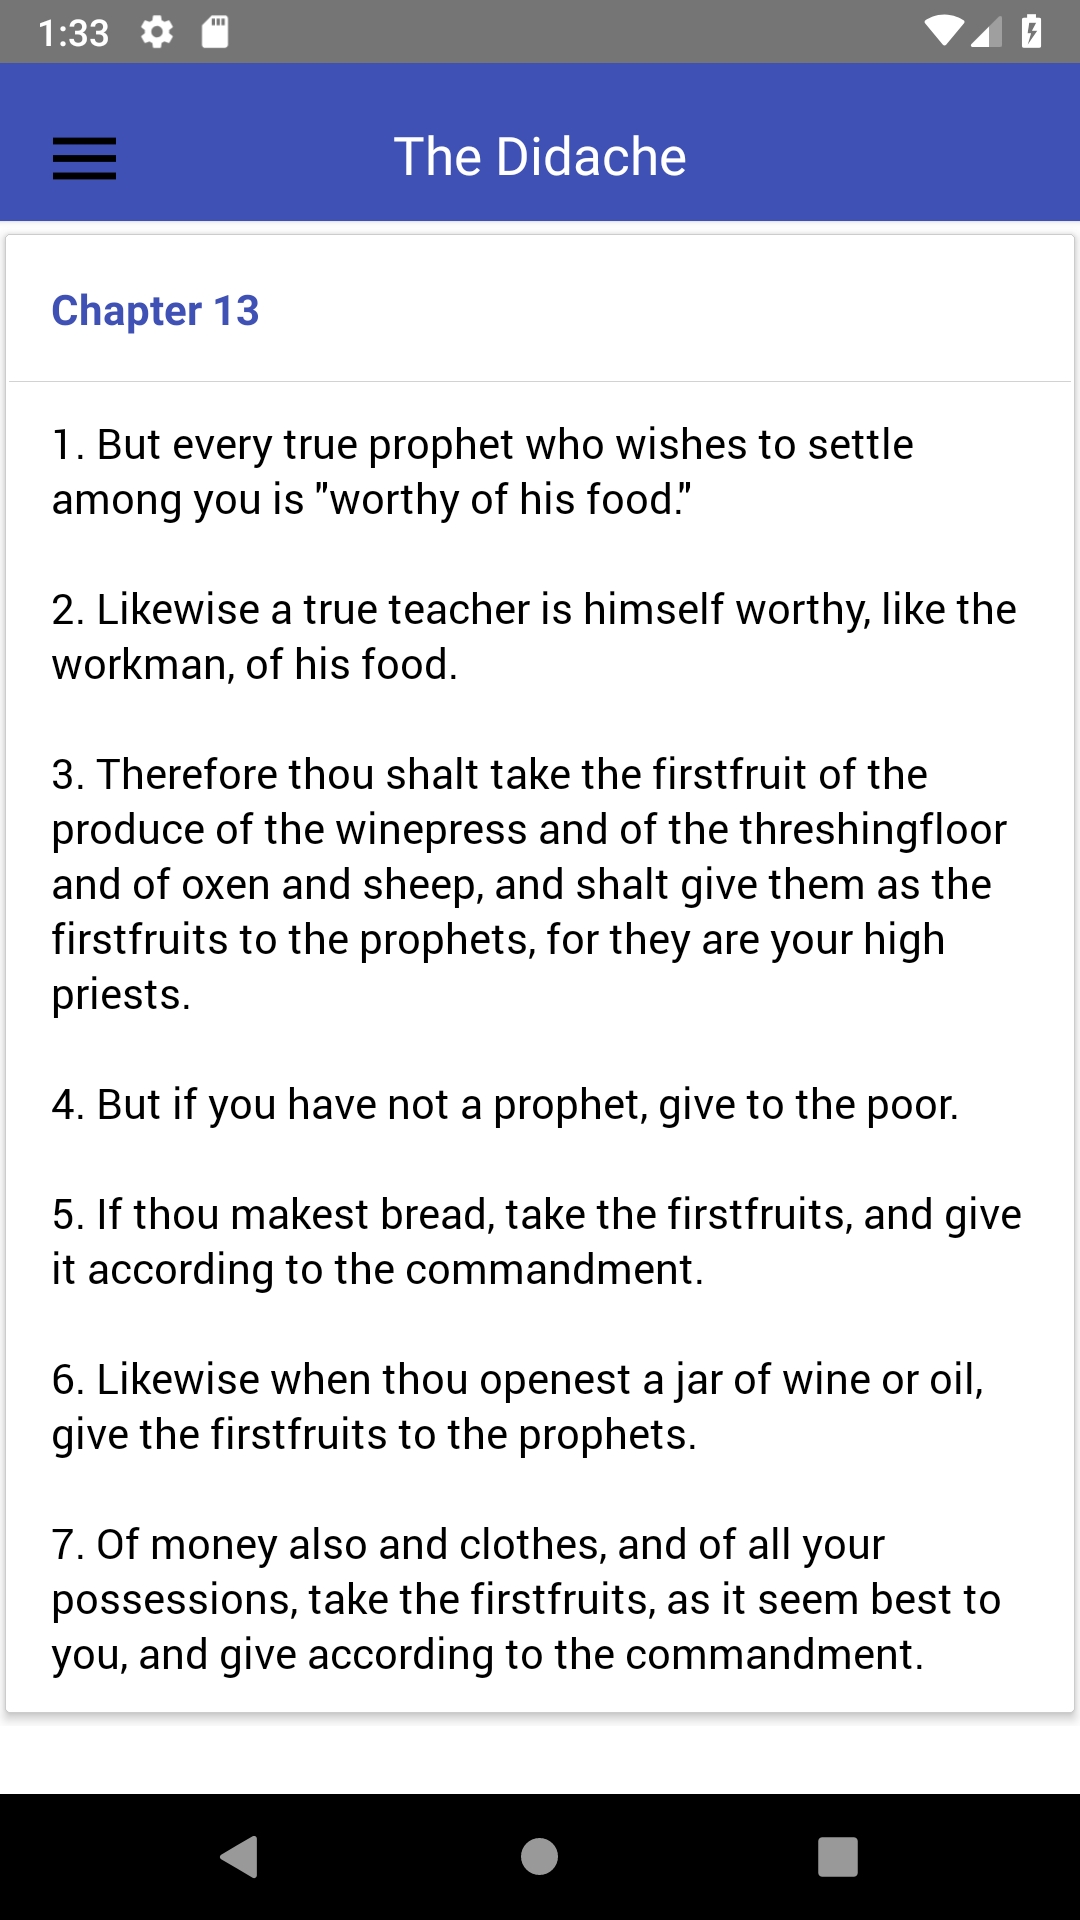 1:33
The Didache
Chapter 13
1. But every true prophet who wishes to settle
among you is "worthy of his food."
2. Likewise a true teacher is himself worthy, like the
workman, of his food.
3. Therefore thou shalt take the firstfruit of the
produce of the winepress and of the threshingfloor
and of oxen and sheep, and shalt give them as the
firstfruits to the prophets, for they are your high
priests.
4. But if you have not a prophet, give to the poor.
5. If thou makest bread, take the firstfruits, and give
it according to the commandment.
6. Likewise when thou openest a jar of wine or oil,
give the firstfruits to the prophets.
7. Of money also and clothes, and of all your
possessions, take the firstfruits, as it seem best to
you, and give according to the commandment.